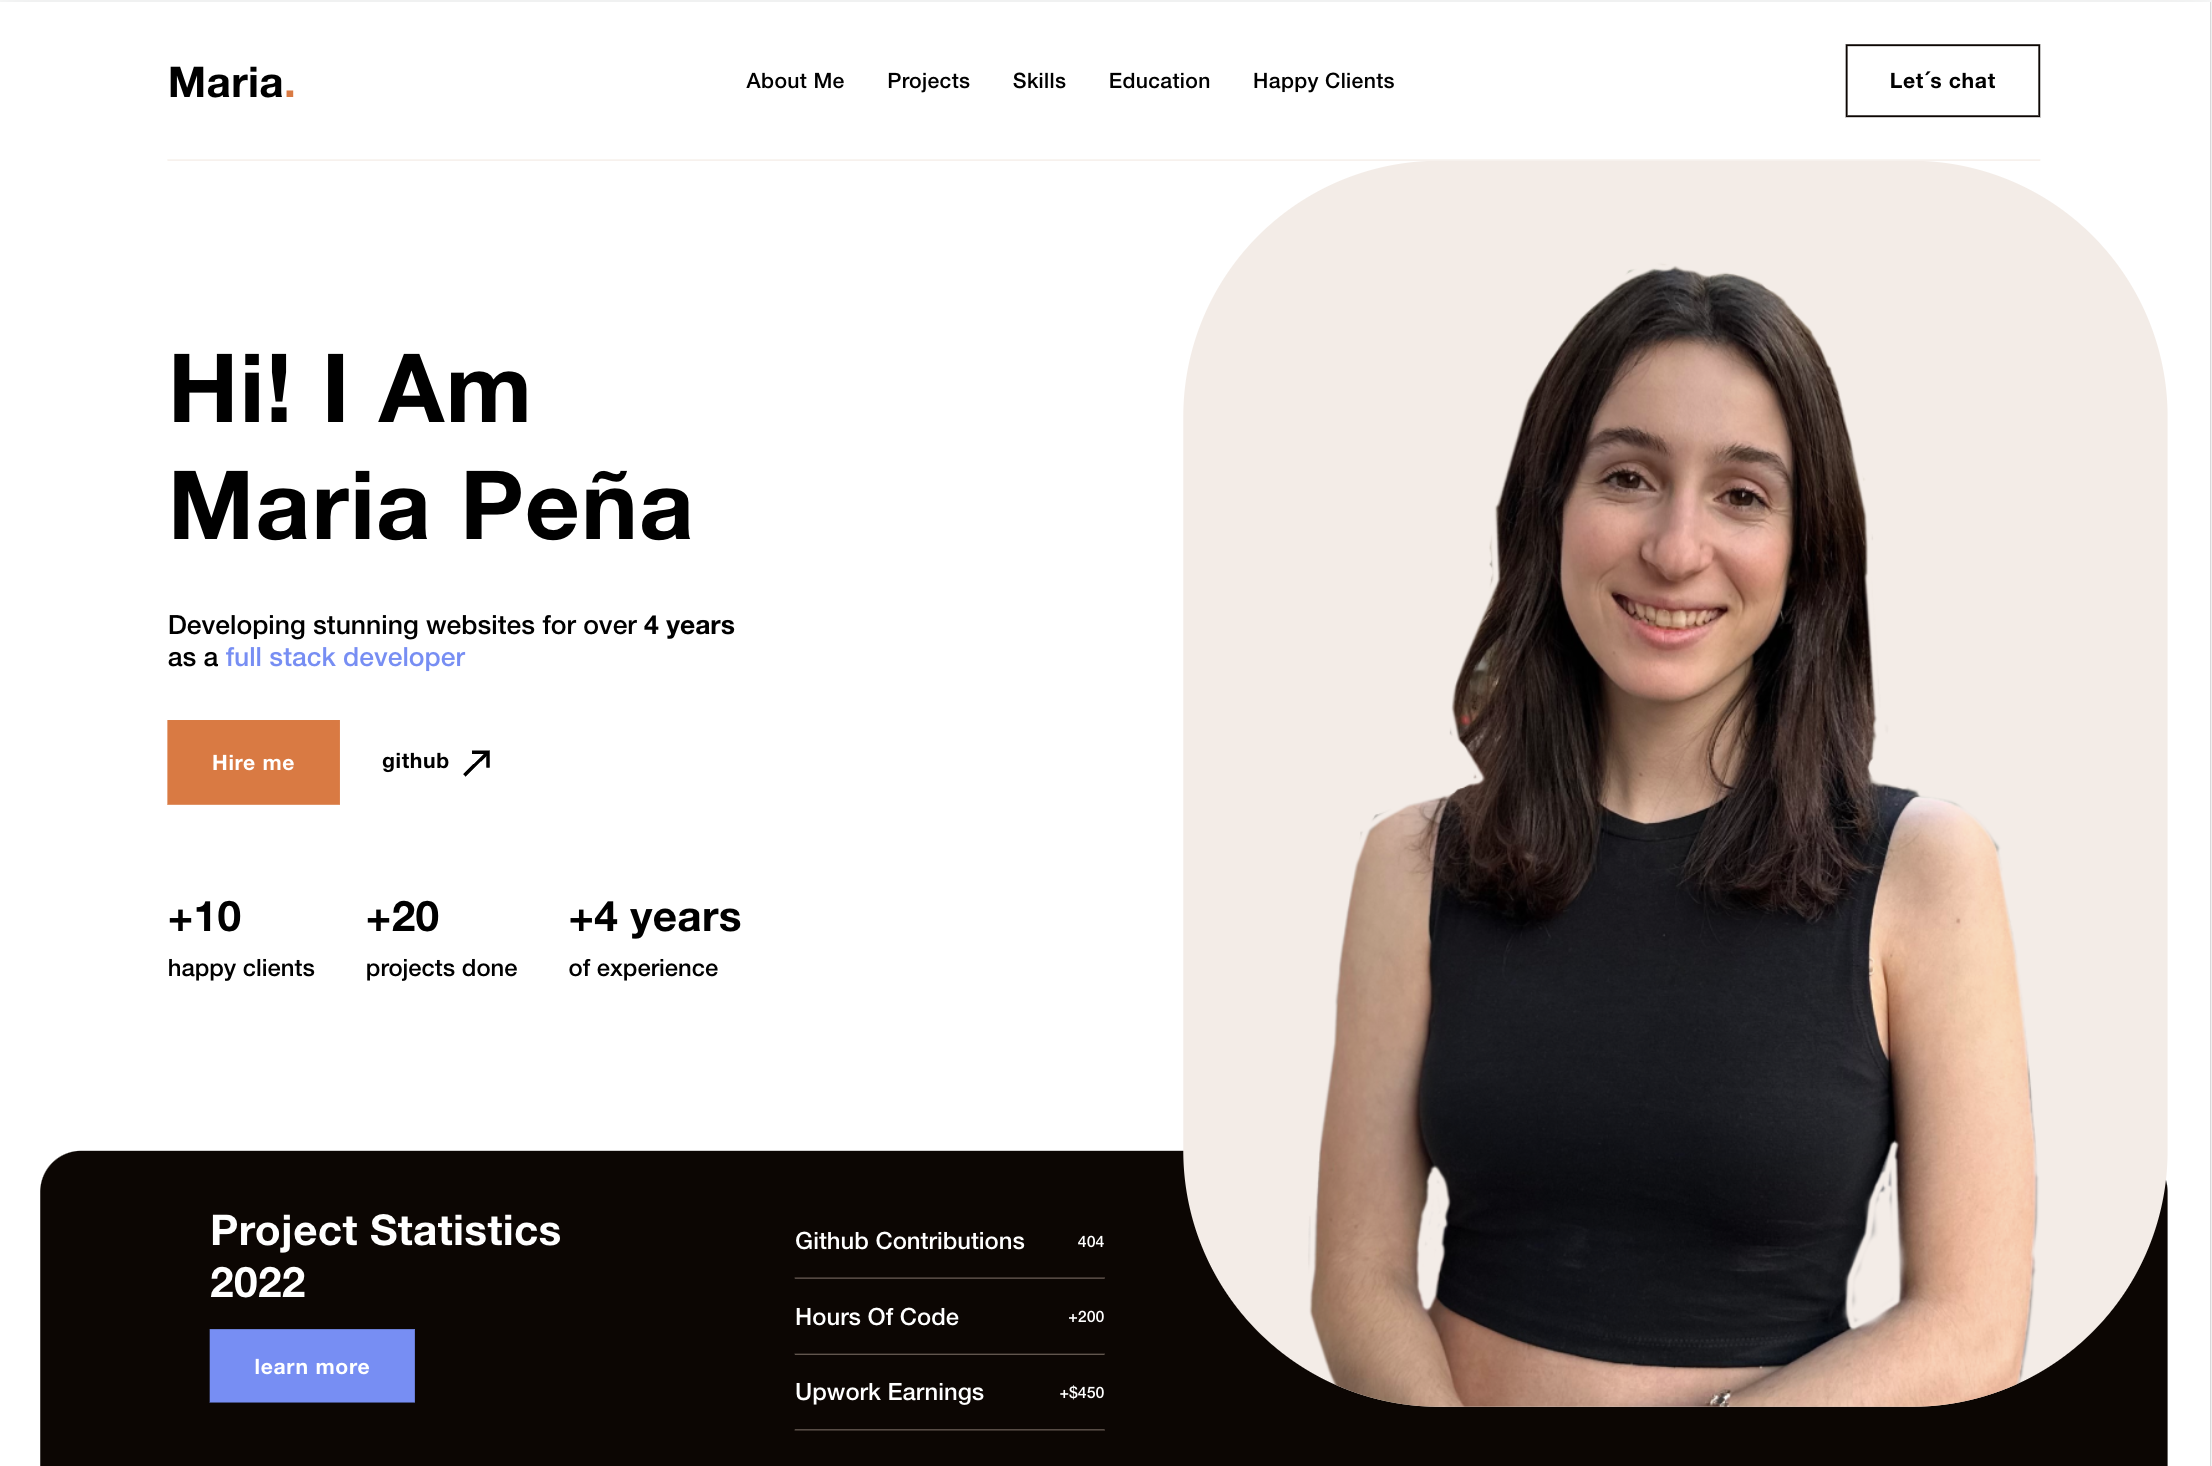 Maria.
About Me
Projects
Skills
Education
Happy Clients
Let´s chat
Hi! I Am
Maria Peña
Developing stunning websites for over 4 years
as a full stack developer
Hire me
github
+10
happy clients
+20
projects done
+4 years
of experience
Project Statistics
2022
learn more
Github Contributions 404
Hours Of Code +200
Upwork Earnings +$450